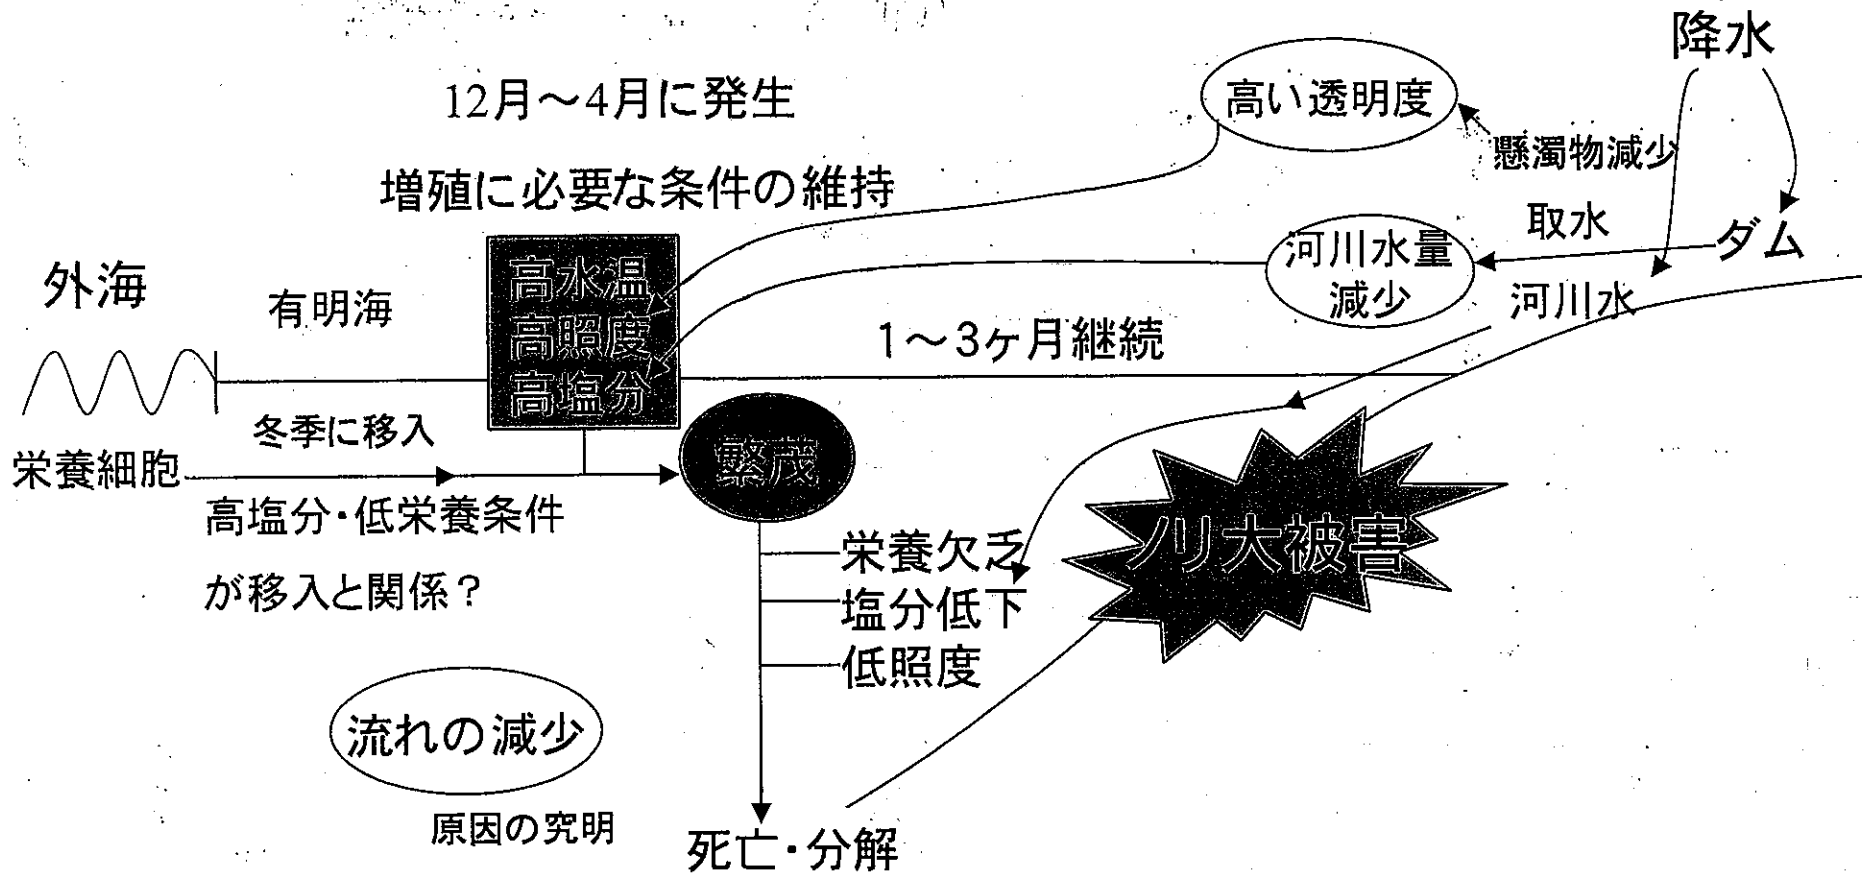 降水
12月～4月に発生
高い透明度
懸濁物減少
増殖に必要な条件の維持
取水
ダム
河川水量
減少
河川水
外海
有明海
高水温
高照度
高塩分
1～3ヶ月継続
冬季に移入
栄養細胞
繁茂
高塩分・低栄養条件
が移入と関係？
栄養欠乏
塩分低下
低照度
ノリ大被害
流れの減少
原因の究明
死亡・分解